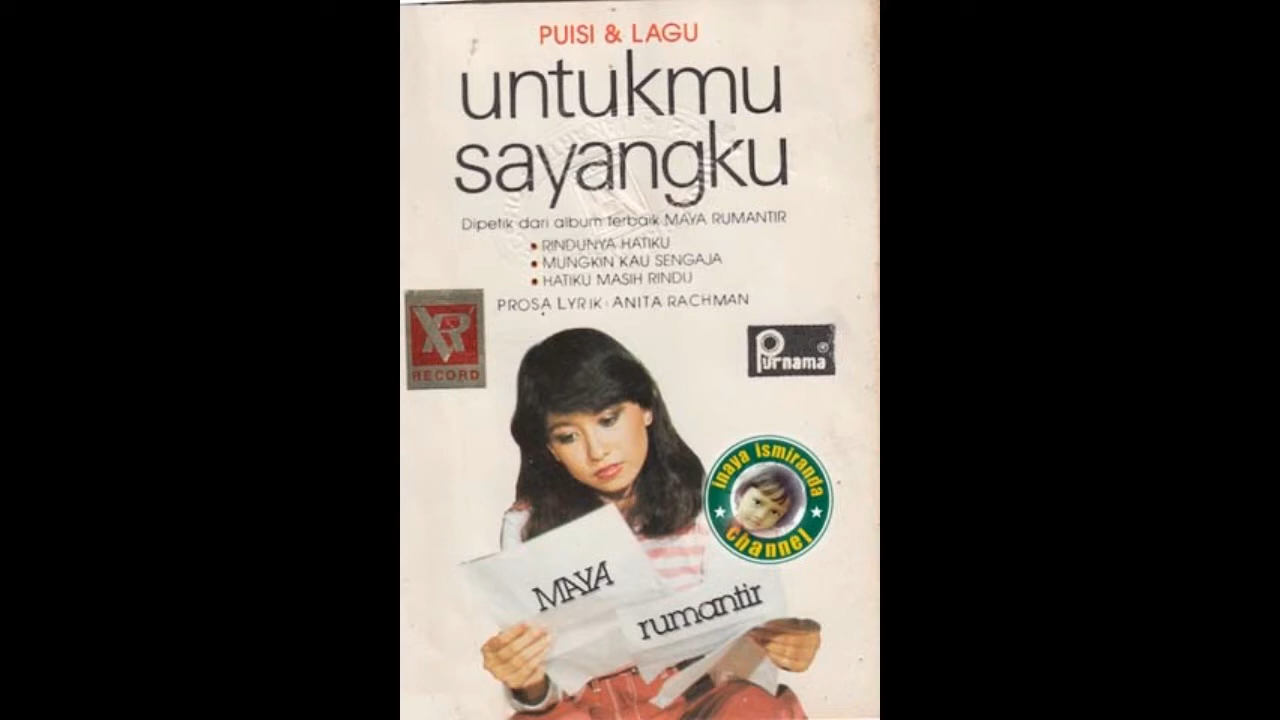 PUISI & LAGU
untukmu
sayangku
Dipetik dari album terbaik MAYA RUMANTIR
• RINDUNYA HATIKU
• MUNGKIN KAU SENGAJA
• HATIKU MASIH RINDU
PROSA LYRIK : ANITA RACHMAN
XR
RECORD
Purnama
inaya ismiranda
channel
MAYA
rumantir